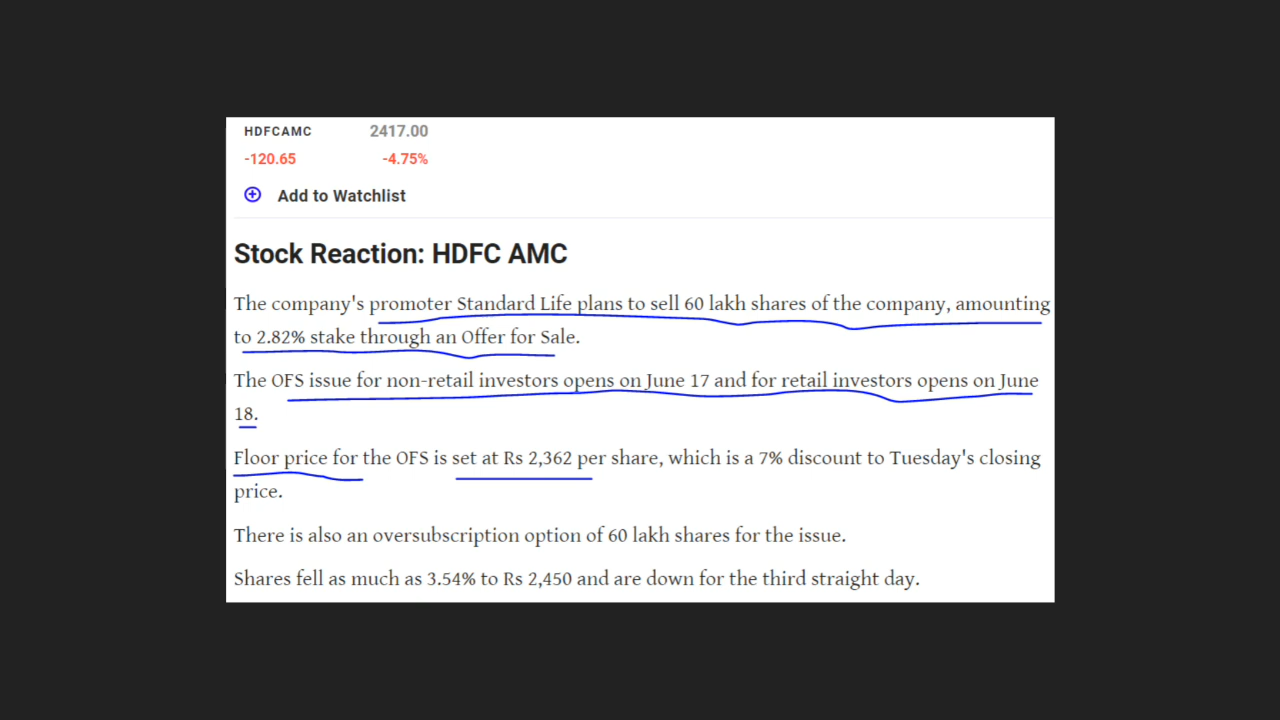 HDFCAMC 2417.00
-120.65 -4.75%
Add to Watchlist
Stock Reaction: HDFC AMC
The company's promoter Standard Life plans to sell 60 lakh shares of the company, amounting
to 2.82% stake through an Offer for Sale.
The OFS issue for non-retail investors opens on June 17 and for retail investors opens on June
18.
Floor price for the OFS is set at Rs 2,362 per share, which is a 7% discount to Tuesday's closing
price.
There is also an oversubscription option of 60 lakh shares for the issue.
Shares fell as much as 3.54% to Rs 2,450 and are down for the third straight day.